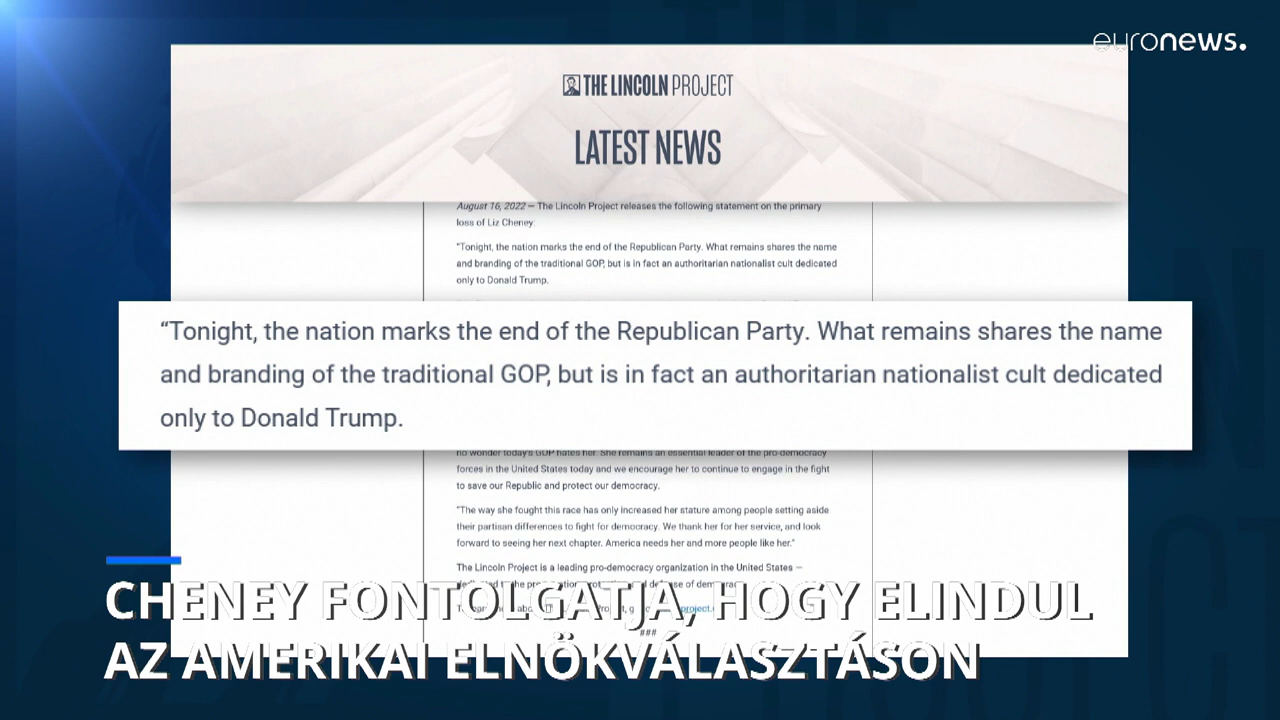 euronews.
THE LINCOLN PROJECT
LATEST NEWS
August 16, 2022 — The Lincoln Project releases the following statement on the primary
loss of Liz Cheney:
"Tonight, the nation marks the end of the Republican Party. What remains shares the name
and branding of the traditional GOP, but is in fact an authoritarian nationalist cult dedicated
only to Donald Trump.
“Tonight, the nation marks the end of the Republican Party. What remains shares the name
and branding of the traditional GOP, but is in fact an authoritarian nationalist cult dedicated
only to Donald Trump.
no wonder today's GOP hates her. She remains an essential leader of the pro-democracy
forces in the United States today and we encourage her to continue to engage in the fight
to save our Republic and protect our democracy.
"The way she fought this race has only increased her stature among people setting aside
their partisan differences to fight for democracy. We thank her for her service, and look
forward to seeing her next chapter. America needs her and more people like her."
The Lincoln Project is a leading pro-democracy organization in the United States —
###
CHENEY FONTOLGATJA, HOGY ELINDUL
AZ AMERIKAI ELNÖKVÁLASZTÁSON